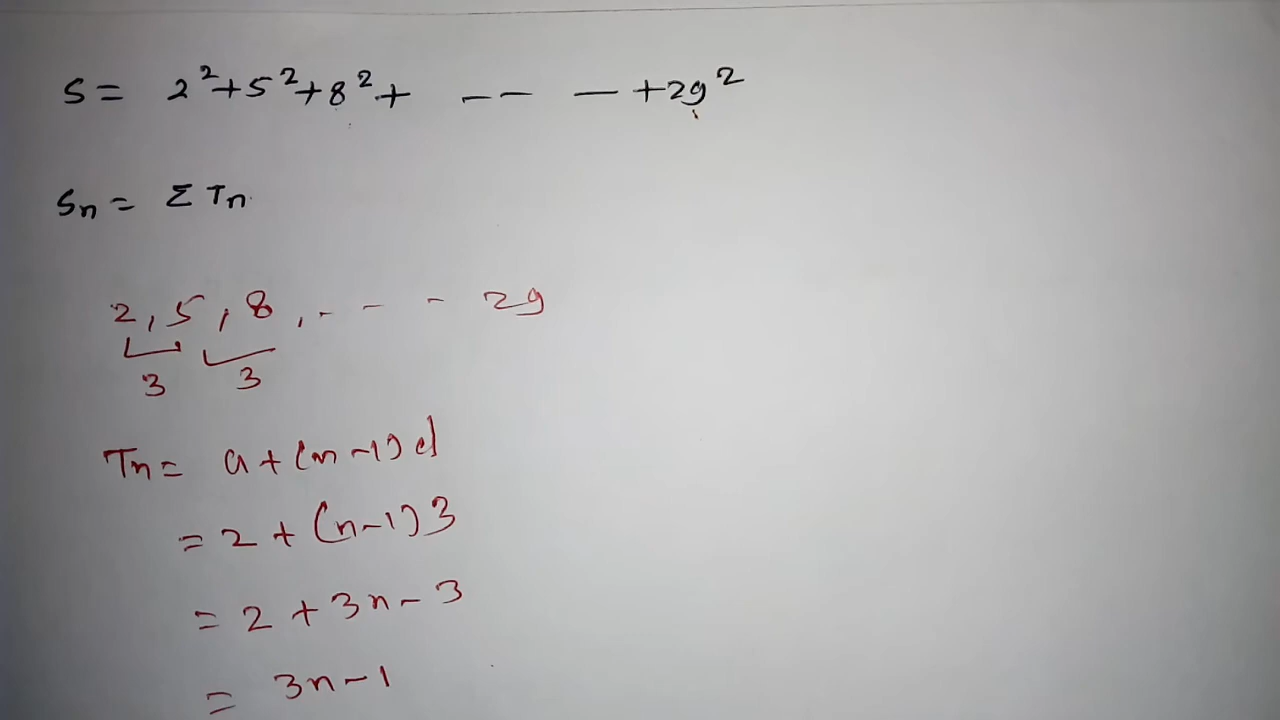 S = 2²+5²+8²+ -- — +29²
Sn = Σ Tn
2, 5, 8, - - - 29
3 3
Tn = a+(n-1)d
= 2+(n-1)3
= 2+3n-3
= 3n-1